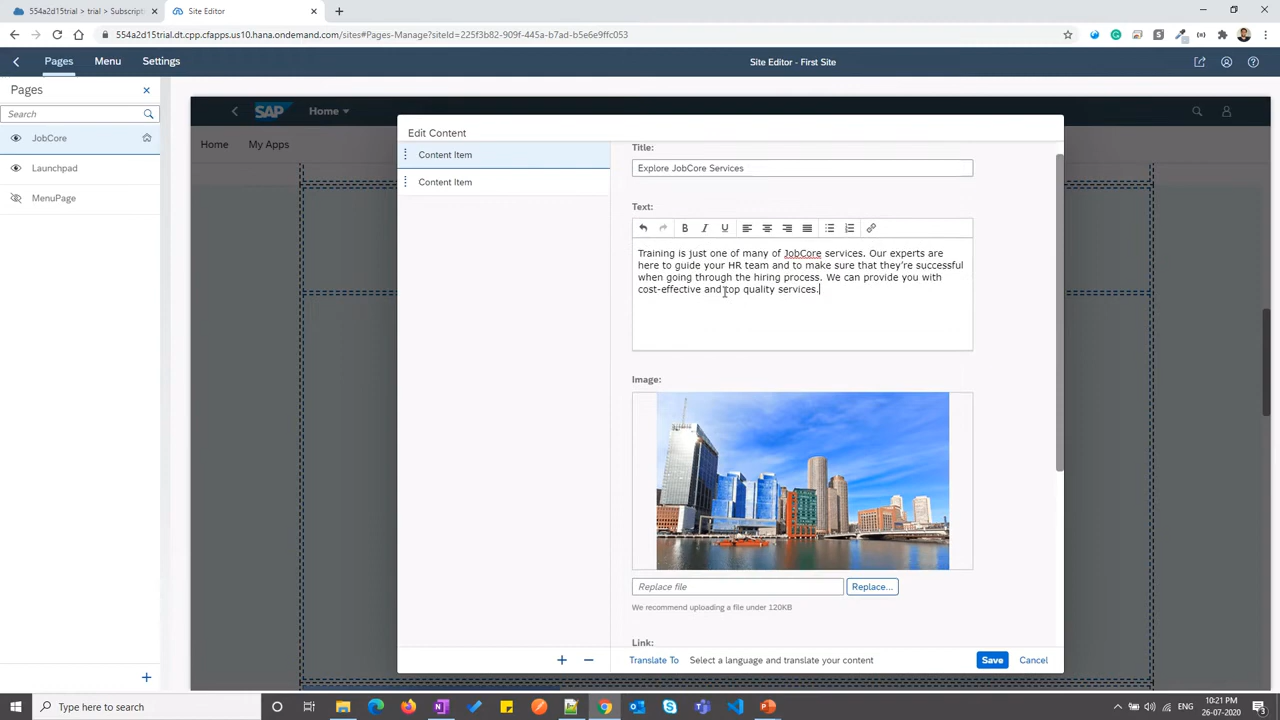 554a2d15trial > trial > Subscripti
Site Editor
554a2d15trial.dt.cpp.cfapps.us10.hana.ondemand.com/sites#Pages-Manage?siteId=225f3b82-909f-445a-b7ad-b5e6e9ffc053
Pages
Menu
Settings
Site Editor - First Site
Pages
Search
JobCore
Launchpad
MenuPage
SAP
Home
Home
My Apps
Edit Content
Content Item
Content Item
Title:
Explore JobCore Services
Text:
B I U
Training is just one of many of JobCore services. Our experts are
here to guide your HR team and to make sure that they're successful
when going through the hiring process. We can provide you with
cost-effective and top quality services.
Image:
Replace file
Replace...
We recommend uploading a file under 120KB
Link:
Translate To
Select a language and translate your content
Save
Cancel
Type here to search
ENG
10:21 PM
26-07-2020